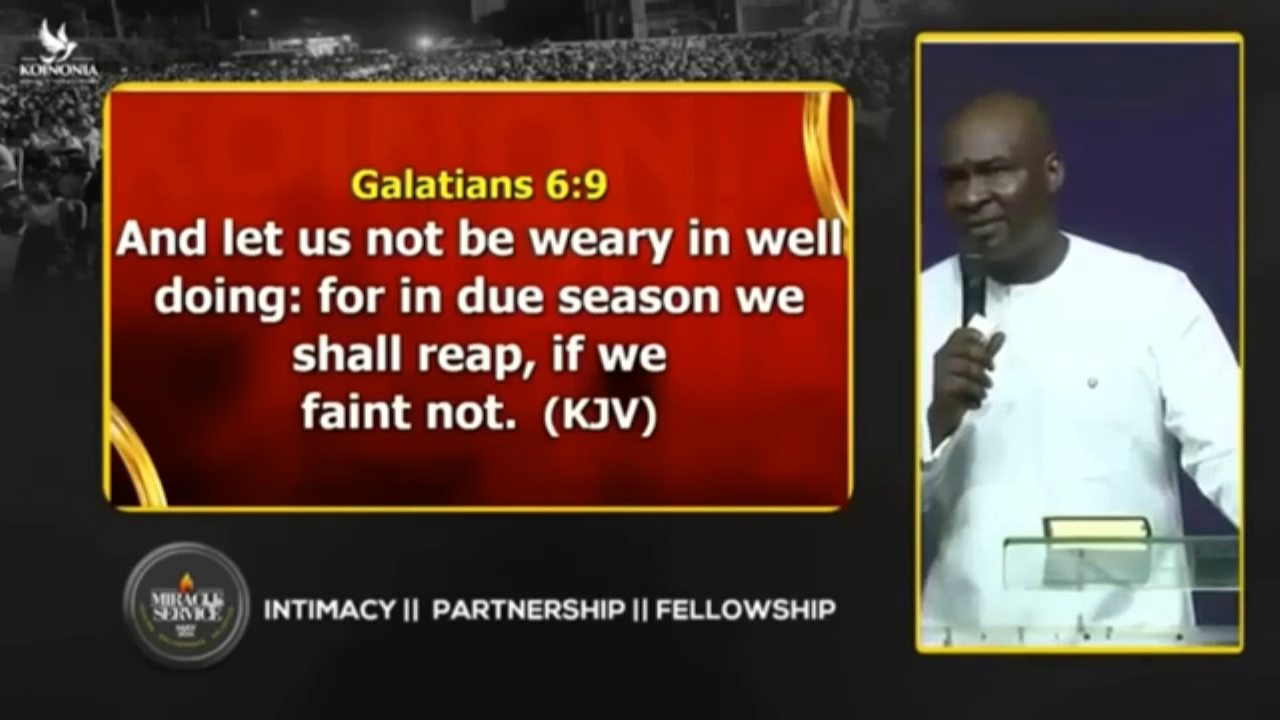 KOINONIA
Galatians 6:9
And let us not be weary in well
doing: for in due season we
shall reap, if we
faint not. (KJV)
MIRACLE
SERVICE
MAY
INTIMACY || PARTNERSHIP || FELLOWSHIP